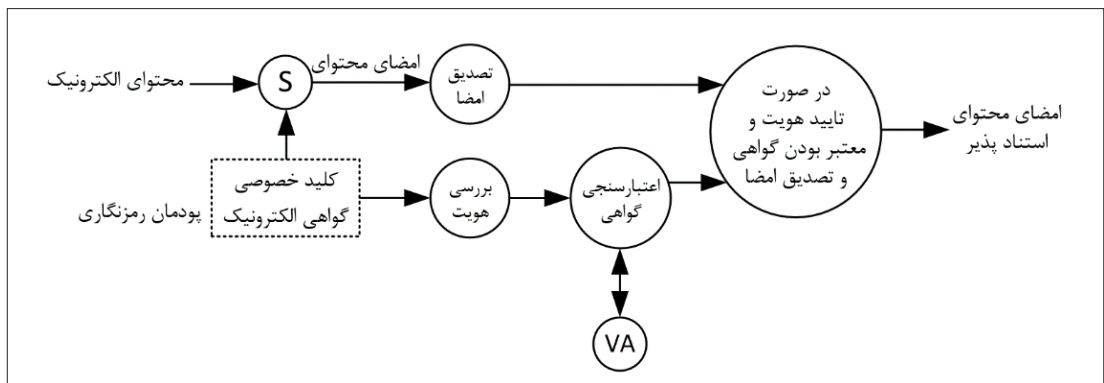 محتوای الکترونیک
S
امضای محتوای
تصدیق
امضا
در صورت
تایید هویت و
معتبر بودن گواهی
و تصدیق امضا
امضای محتوای
استناد پذیر
پودمان رمزنگاری
کلید خصوصی
گواهی الکترونیک
بررسی
هویت
اعتبارسنجی
گواهی
VA